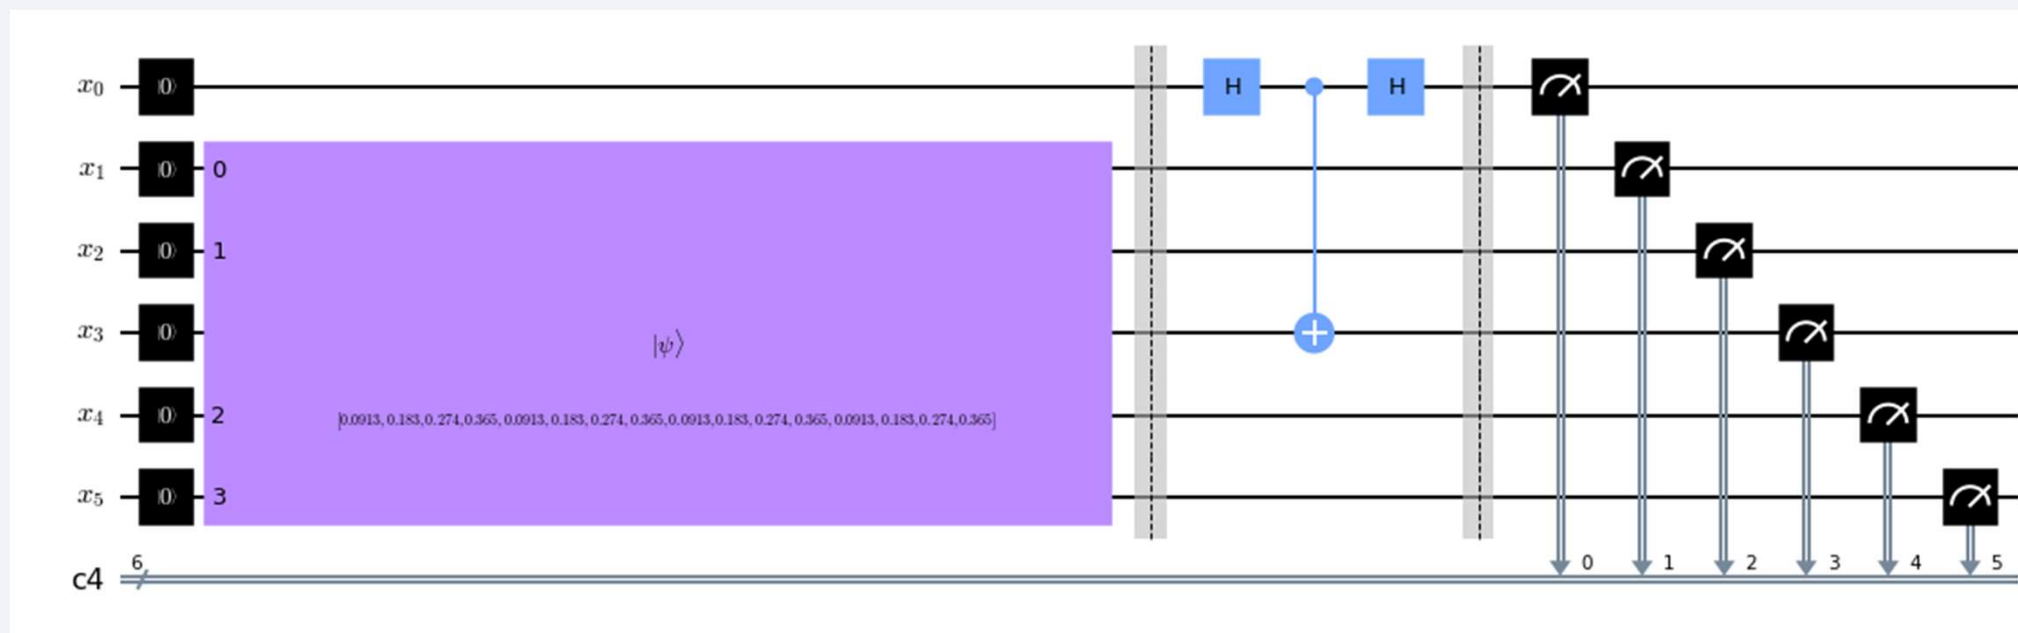 x₀ |0⟩ H H
x₁ |0⟩ 0
x₂ |0⟩ 1
x₃ |0⟩
|ψ⟩
x₄ |0⟩ 2 [0.0913, 0.183, 0.274, 0.365, 0.0913, 0.183, 0.274, 0.365, 0.0913, 0.183, 0.274, 0.365, 0.0913, 0.183, 0.274, 0.365]
x₅ |0⟩ 3
c4 6 0 1 2 3 4 5